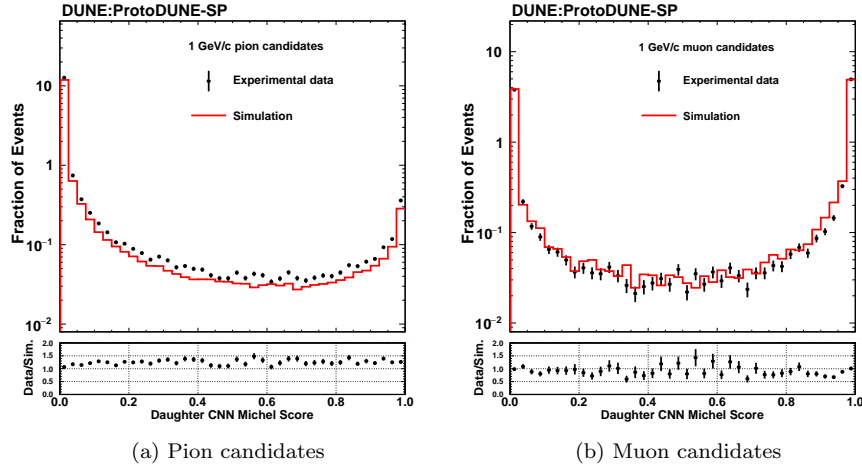 DUNE:ProtoDUNE-SP
1 GeV/c pion candidates
Experimental data
Simulation
Fraction of Events
10
1
10⁻¹
10⁻²
Data/Sim.
2.0
1.5
1.0
0.5
0.0
0.0 0.2 0.4 0.6 0.8 1.0
Daughter CNN Michel Score
(a) Pion candidates
DUNE:ProtoDUNE-SP
1 GeV/c muon candidates
Experimental data
Simulation
Fraction of Events
10
1
10⁻¹
10⁻²
Data/Sim.
2.0
1.5
1.0
0.5
0.0
0.0 0.2 0.4 0.6 0.8 1.0
Daughter CNN Michel Score
(b) Muon candidates